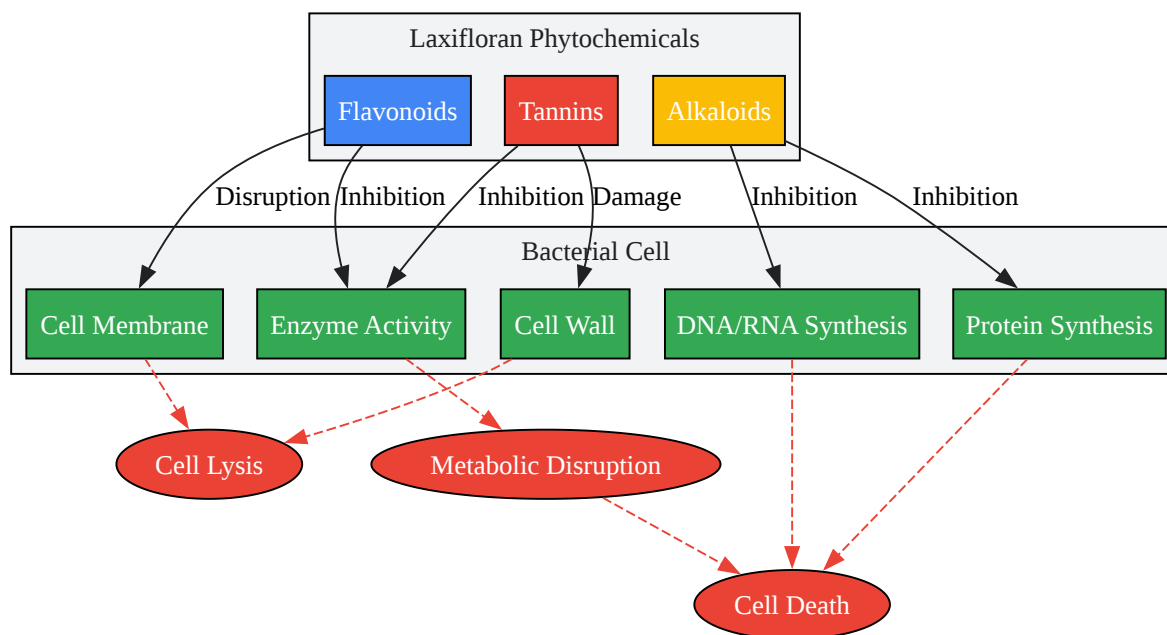 Laxifloran Phytochemicals
Flavonoids
Tannins
Alkaloids
Disruption
Inhibition
Inhibition
Damage
Inhibition
Inhibition
Bacterial Cell
Cell Membrane
Enzyme Activity
Cell Wall
DNA/RNA Synthesis
Protein Synthesis
Cell Lysis
Metabolic Disruption
Cell Death